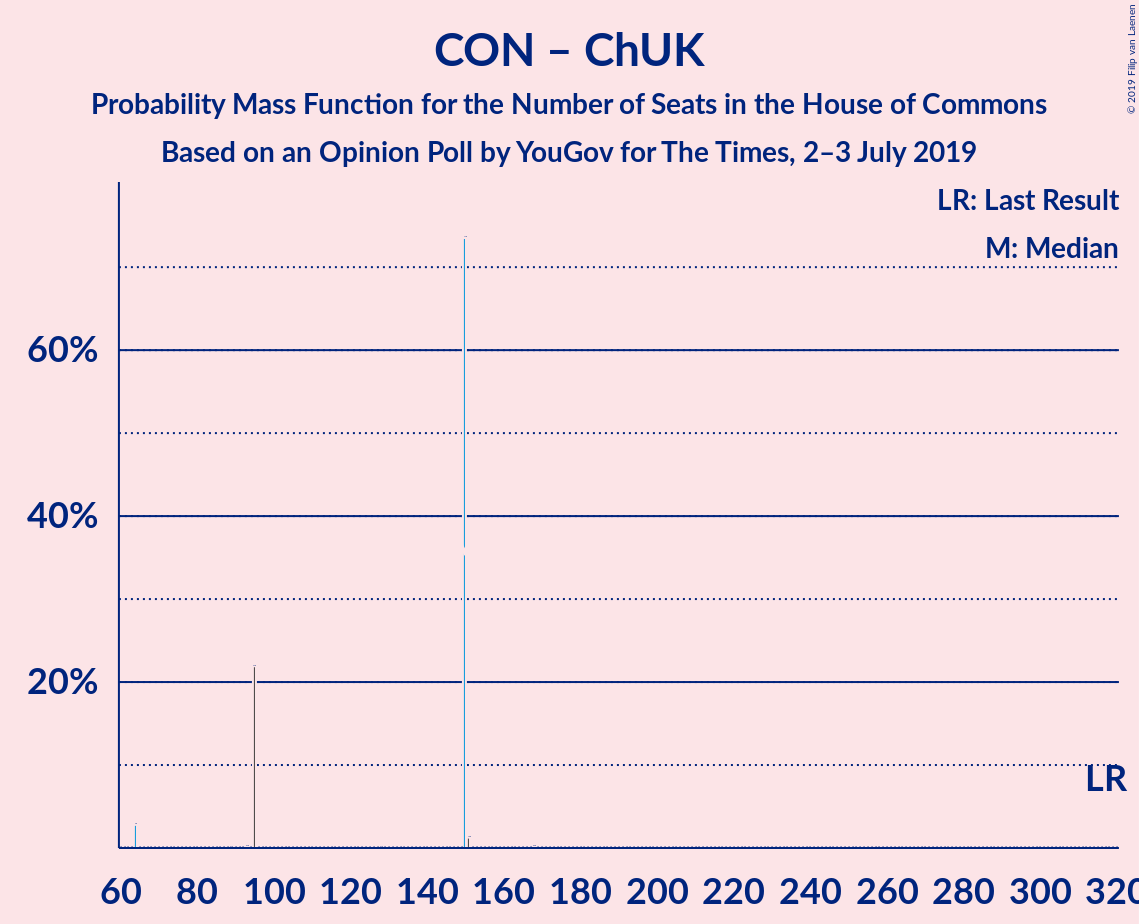 CON – ChUK
Probability Mass Function for the Number of Seats in the House of Commons
Based on an Opinion Poll by YouGov for The Times, 2–3 July 2019
© 2019 Filip van Laenen
LR: Last Result
M: Median
60%
40%
20%
LR
60 80 100 120 140 160 180 200 220 240 260 280 300 320